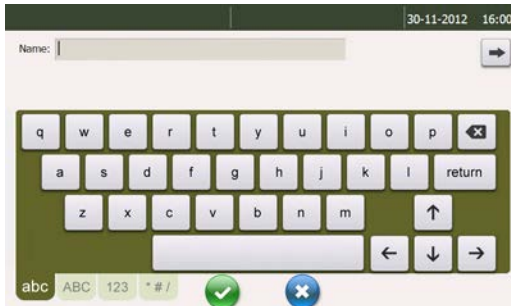 30-11-2012 16:00
Name:
q w e r t y u i o p
a s d f g h j k l return
z x c v b n m
abc ABC 123 * # /